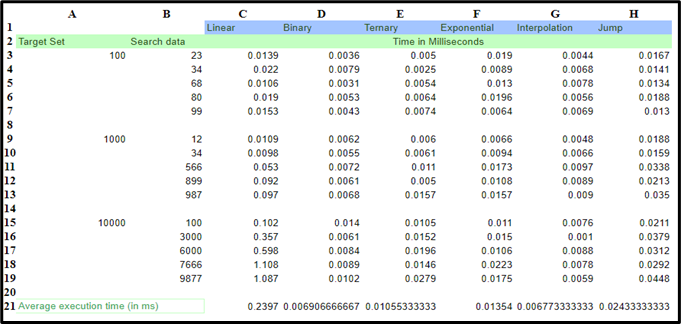 A B C D E F G H
1 Linear Binary Ternary Exponential Interpolation Jump
2 Target Set Search data Time in Milliseconds
3 100 23 0.0139 0.0036 0.005 0.019 0.0044 0.0167
4 34 0.022 0.0079 0.0025 0.0089 0.0068 0.0141
5 68 0.0106 0.0031 0.0054 0.013 0.0078 0.0134
6 80 0.019 0.0053 0.0064 0.0196 0.0056 0.0188
7 99 0.0153 0.0043 0.0074 0.0064 0.0069 0.013
8
9 1000 12 0.0109 0.0062 0.006 0.0066 0.0048 0.0188
10 34 0.0098 0.0055 0.0061 0.0094 0.0066 0.0159
11 566 0.053 0.0072 0.011 0.0173 0.0097 0.0338
12 899 0.092 0.0061 0.005 0.0108 0.0089 0.0213
13 987 0.097 0.0068 0.0157 0.0157 0.009 0.035
14
15 10000 100 0.102 0.014 0.0105 0.011 0.0076 0.0211
16 3000 0.357 0.0061 0.0152 0.015 0.001 0.0379
17 6000 0.598 0.0084 0.0196 0.0106 0.0088 0.0312
18 7666 1.108 0.0089 0.0146 0.0223 0.0078 0.0292
19 9877 1.087 0.0102 0.0279 0.0175 0.0059 0.0448
20
21 Average execution time (in ms) 0.2397 0.006906666667 0.01055333333 0.01354 0.006773333333 0.02433333333